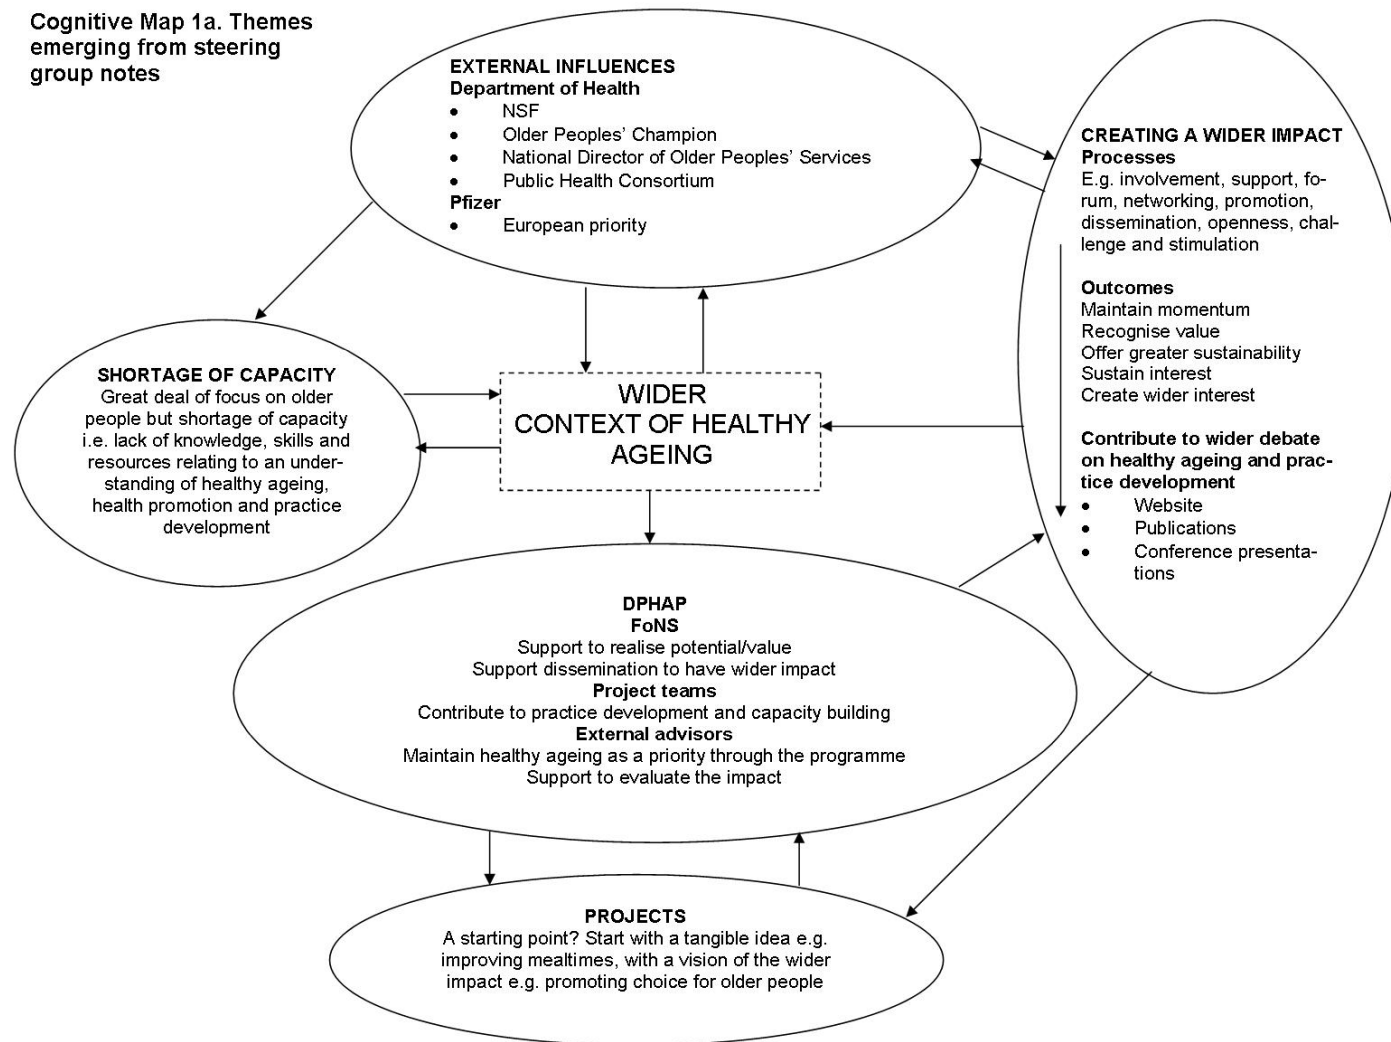 Cognitive Map 1a. Themes
emerging from steering
group notes
EXTERNAL INFLUENCES
Department of Health
• NSF
• Older Peoples' Champion
• National Director of Older Peoples' Services
• Public Health Consortium
Pfizer
• European priority
CREATING A WIDER IMPACT
Processes
E.g. involvement, support, fo-
rum, networking, promotion,
dissemination, openness, chal-
lenge and stimulation
Outcomes
Maintain momentum
Recognise value
Offer greater sustainability
Sustain interest
Create wider interest
Contribute to wider debate
on healthy ageing and prac-
tice development
• Website
• Publications
• Conference presenta-
tions
SHORTAGE OF CAPACITY
Great deal of focus on older
people but shortage of capacity
i.e. lack of knowledge, skills and
resources relating to an under-
standing of healthy ageing,
health promotion and practice
development
WIDER
CONTEXT OF HEALTHY
AGEING
DPHAP
FoNS
Support to realise potential/value
Support dissemination to have wider impact
Project teams
Contribute to practice development and capacity building
External advisors
Maintain healthy ageing as a priority through the programme
Support to evaluate the impact
PROJECTS
A starting point? Start with a tangible idea e.g.
improving mealtimes, with a vision of the wider
impact e.g. promoting choice for older people